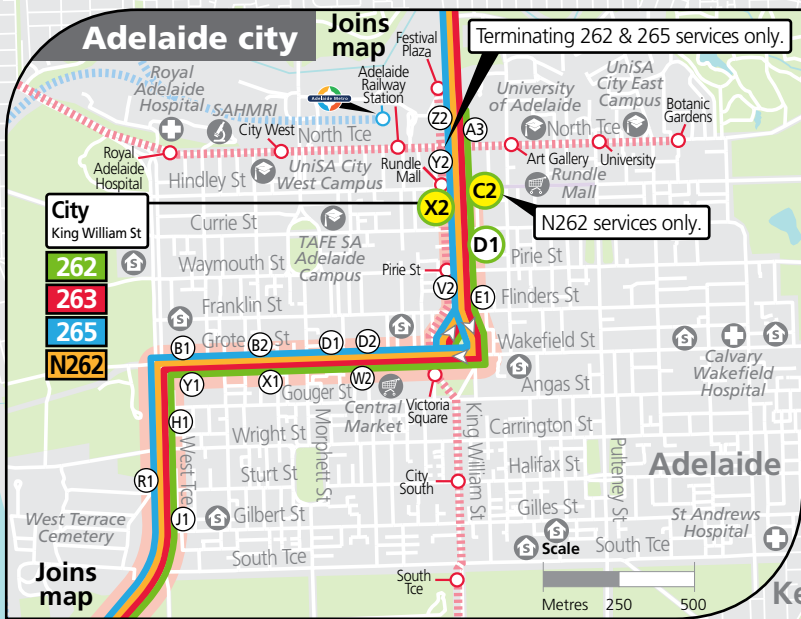 Adelaide city
Joins
map
Festival
Plaza
Terminating 262 & 265 services only.
Royal
Adelaide
Hospital
SAHMRI
Adelaide Metro
Adelaide
Railway
Station
Z2
A3
University
of Adelaide
UniSA
City East
Campus
Botanic
Gardens
City West
North Tce
North Tce
Royal
Adelaide
Hospital
UniSA City
West Campus
Hindley St
Rundle
Mall
Y2
Art Gallery
University
Rundle
Mall
X2
C2
N262 services only.
City
King William St
262
263
265
N262
Currie St
TAFE SA
Adelaide
Campus
Waymouth St
D1
Pirie St
Pirie St
Franklin St
V2
E1
Flinders St
Grote St
B1
B2
D1
D2
Wakefield St
Calvary
Wakefield
Hospital
Y1
X1
W2
Gouger St
Central
Market
Victoria
Square
Angas St
H1
West Tce
Wright St
Morphett St
King William St
Carrington St
Pulteney St
R1
Sturt St
City
South
Halifax St
Adelaide
West Terrace
Cemetery
J1
Gilbert St
Gilles St
St Andrews
Hospital
South Tce
Scale
South Tce
Joins
map
South
Tce
Metres 250 500
Ke